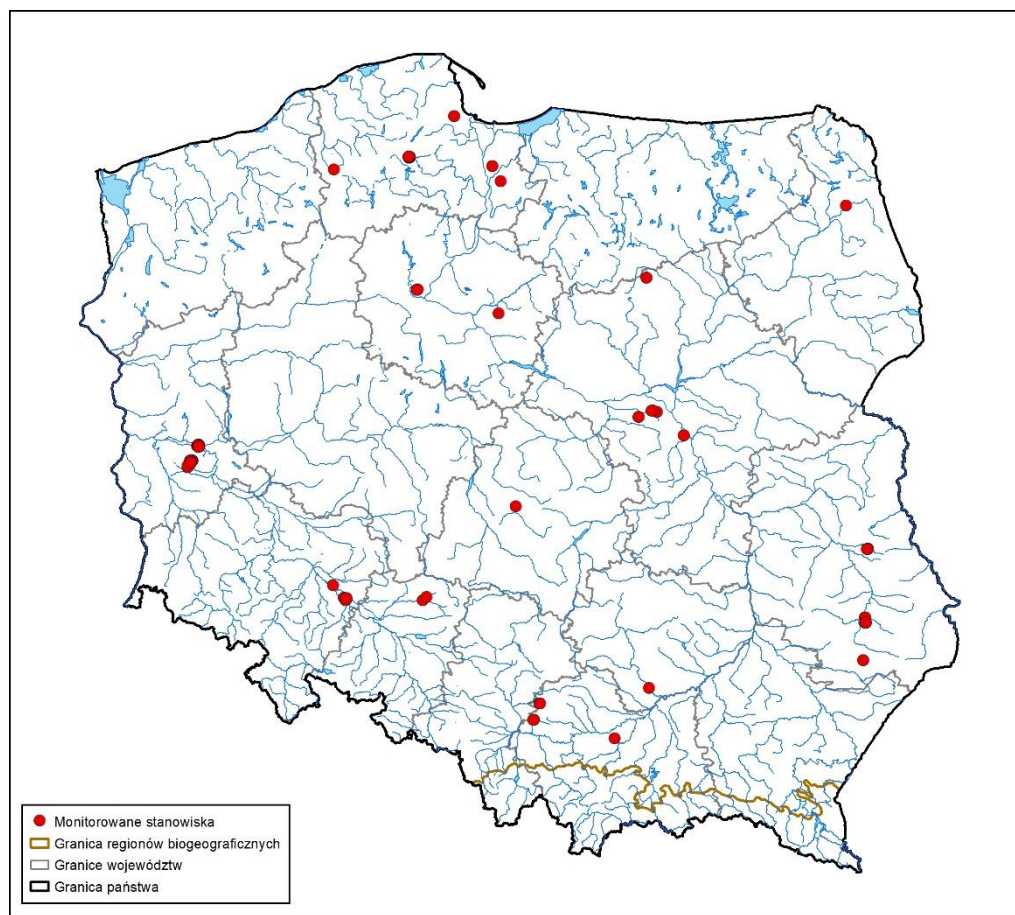 Monitorowane stanowiska
Granica regionów biogeograficznych
Granice województw
Granica państwa